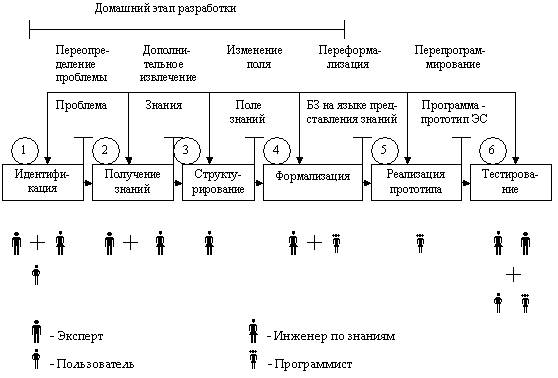 Домашний этап разработки
Переопре-
деление
проблемы
Дополни-
тельное
извлечение
Изменение
поля
Переформа-
лизация
Перепрограм-
мирование
Проблема
Знания
Поле
знаний
БЗ на языке пред-
ставления знаний
Программа -
прототип ЭС
1
2
3
4
5
6
Идентифи-
кация
Получение
знаний
Структу-
рирование
Формализация
Реализация
прототипа
Тестирова-
ние
- Эксперт
- Инженер по знаниям
- Пользователь
- Программист